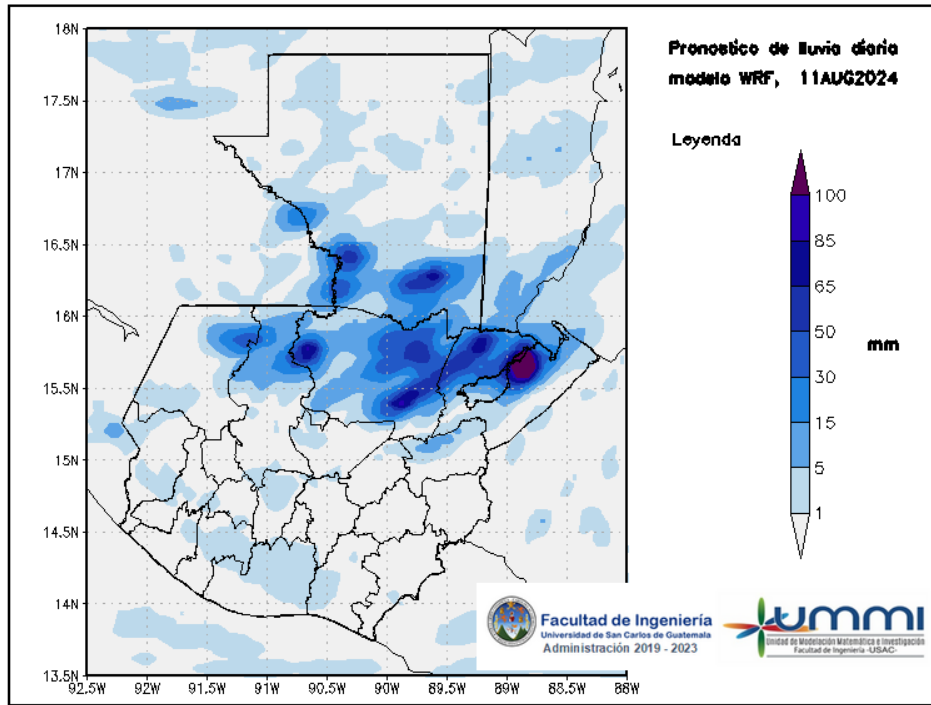 Pronostico de lluvia diaria
modelo WRF, 11AUG2024
Leyenda
100
85
65
50
30
15
5
1
mm
18N
17.5N
17N
16.5N
16N
15.5N
15N
14.5N
14N
13.5N
92.5W
92W
91.5W
91W
90.5W
90W
89.5W
89W
88.5W
88W
Facultad de Ingeniería
Universidad de San Carlos de Guatemala
Administración 2019 - 2023
ummi
Unidad de Modelación Matemática e Investigación
Facultad de Ingeniería -USAC-